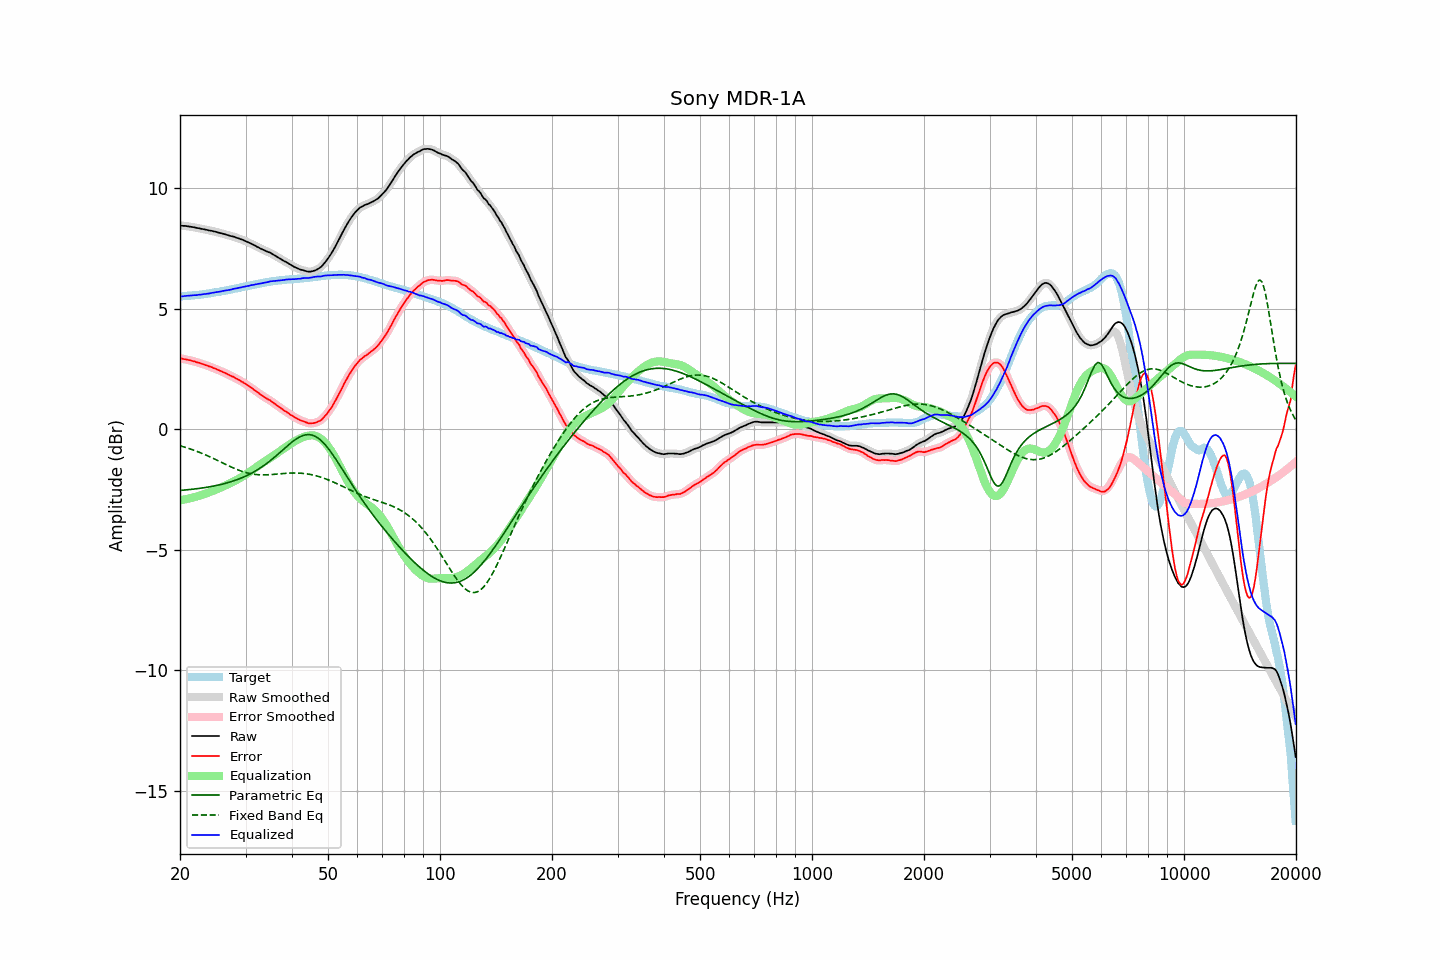 Sony MDR-1A
Amplitude (dBr)
10
5
0
−5
−10
−15
Target
Raw Smoothed
Error Smoothed
Raw
Error
Equalization
Parametric Eq
Fixed Band Eq
Equalized
20 50 100 200 500 1000 2000 5000 10000 20000
Frequency (Hz)